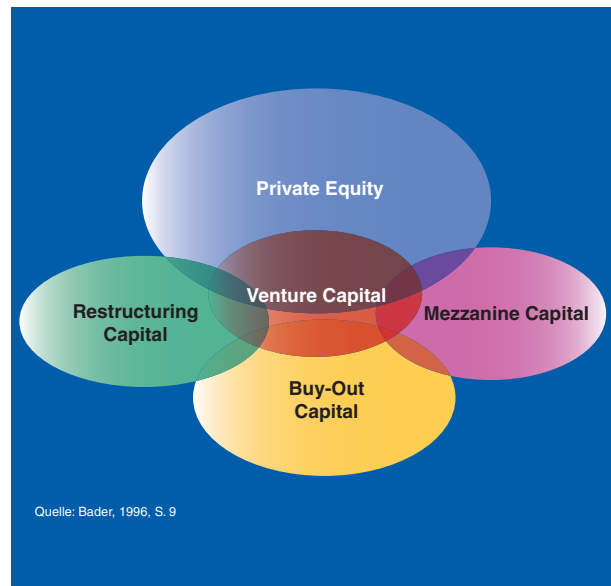 Private Equity
Venture Capital
Restructuring
Capital
Mezzanine Capital
Buy-Out
Capital
Quelle: Bader, 1996, S. 9